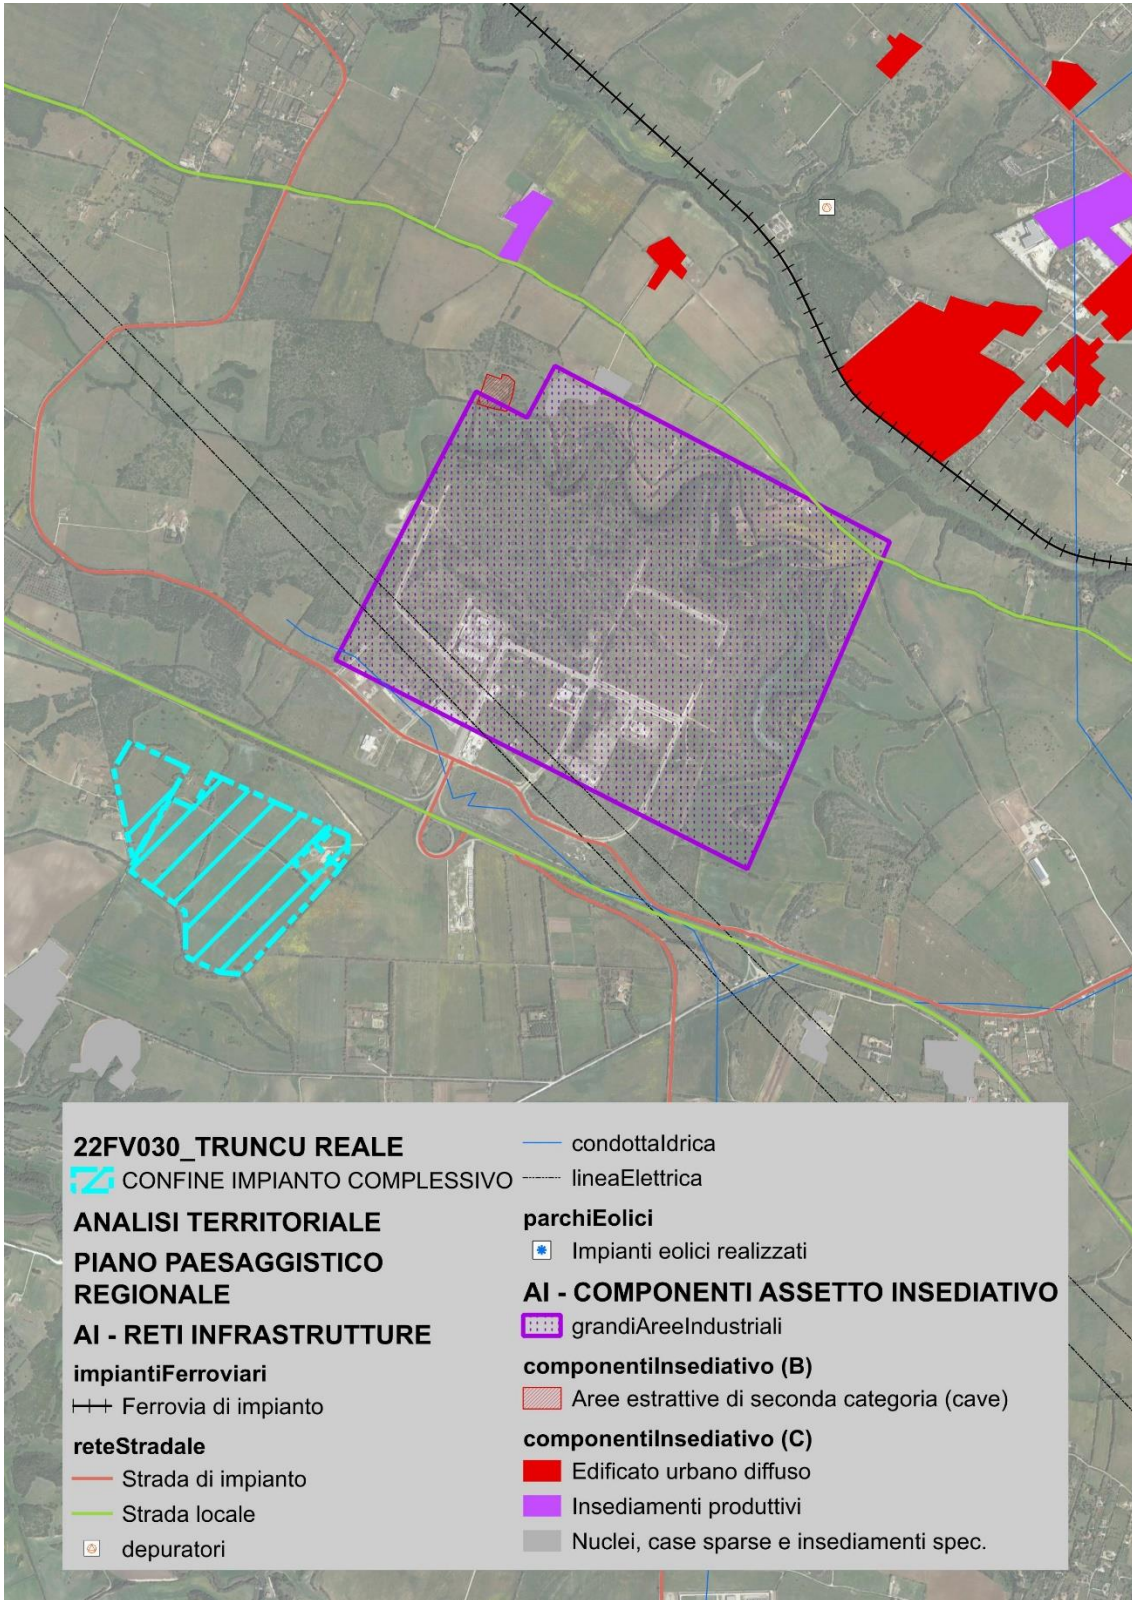 22FV030_TRUNCU REALE
CONFINE IMPIANTO COMPLESSIVO
ANALISI TERRITORIALE
PIANO PAESAGGISTICO
REGIONALE
AI - RETI INFRASTRUTTURE
impiantiFerroviari
Ferrovia di impianto
reteStradale
Strada di impianto
Strada locale
depuratori
condottaIdrica
lineaElettrica
parchiEolici
Impianti eolici realizzati
AI - COMPONENTI ASSETTO INSEDIATIVO
grandiAreeIndustriali
componentiInsediativo (B)
Aree estrattive di seconda categoria (cave)
componentiInsediativo (C)
Edificato urbano diffuso
Insediamenti produttivi
Nuclei, case sparse e insediamenti spec.